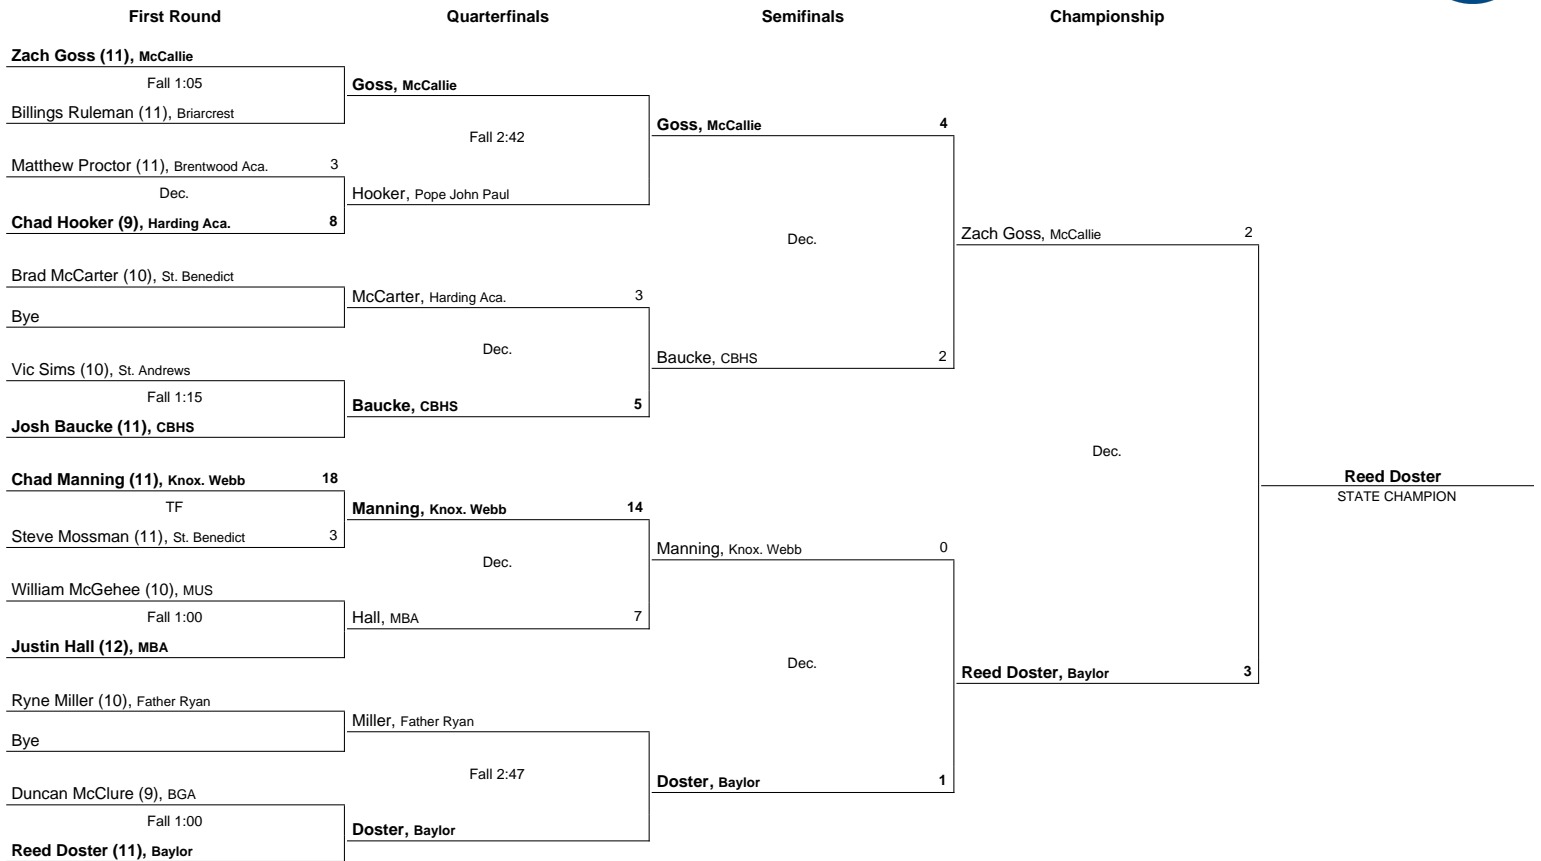 First Round Quarterfinals Semifinals Championship
Zach Goss (11), McCallie
Fall 1:05
Billings Ruleman (11), Briarcrest
Matthew Proctor (11), Brentwood Aca. 3
Dec.
Chad Hooker (9), Harding Aca. 8
Brad McCarter (10), St. Benedict
Bye
Vic Sims (10), St. Andrews
Fall 1:15
Josh Baucke (11), CBHS
Chad Manning (11), Knox. Webb 18
TF
Steve Mossman (11), St. Benedict 3
William McGehee (10), MUS
Fall 1:00
Justin Hall (12), MBA
Ryne Miller (10), Father Ryan
Bye
Duncan McClure (9), BGA
Fall 1:00
Reed Doster (11), Baylor
Goss, McCallie
Fall 2:42
Hooker, Pope John Paul
McCarter, Harding Aca. 3
Dec.
Baucke, CBHS 5
Manning, Knox. Webb 14
Dec.
Hall, MBA 7
Miller, Father Ryan
Fall 2:47
Doster, Baylor
Goss, McCallie 4
Dec.
Baucke, CBHS 2
Manning, Knox. Webb 0
Dec.
Doster, Baylor 1
Zach Goss, McCallie 2
Dec.
Reed Doster, Baylor 3
Reed Doster
STATE CHAMPION